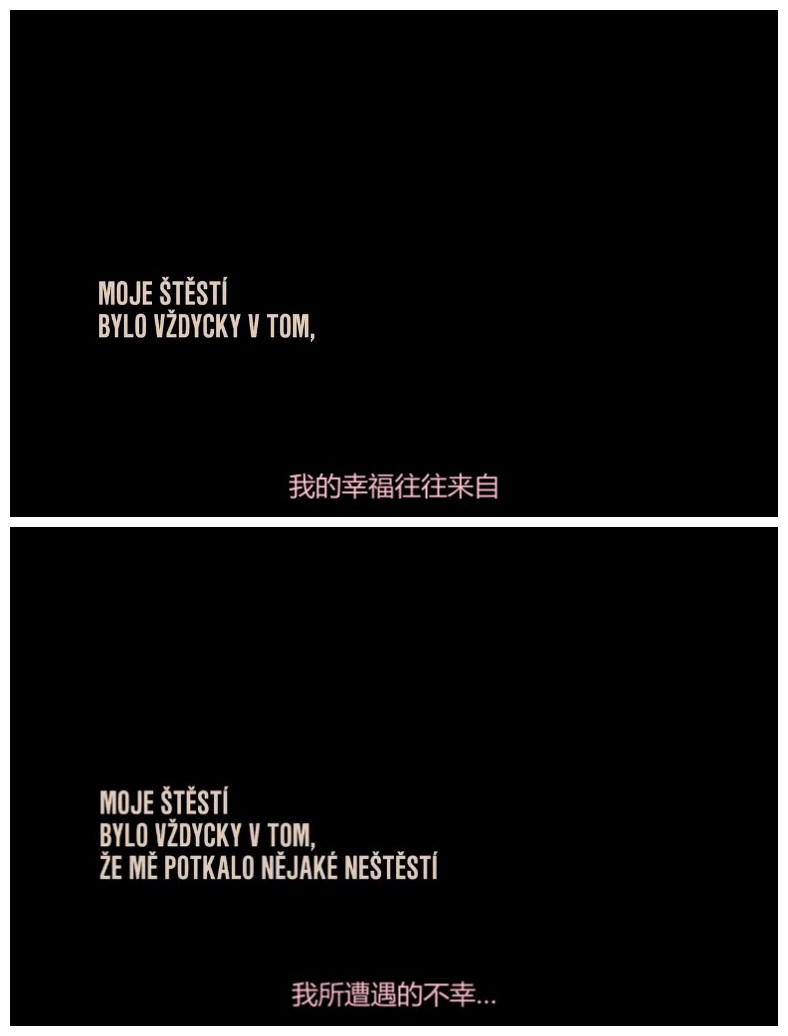 MOJE ŠTĚSTÍ
BYLO VŽDYCKY V TOM,
我的幸福往往来自
MOJE ŠTĚSTÍ
BYLO VŽDYCKY V TOM,
ŽE MĚ POTKALO NĚJAKÉ NEŠTĚSTÍ
我所遭遇的不幸...